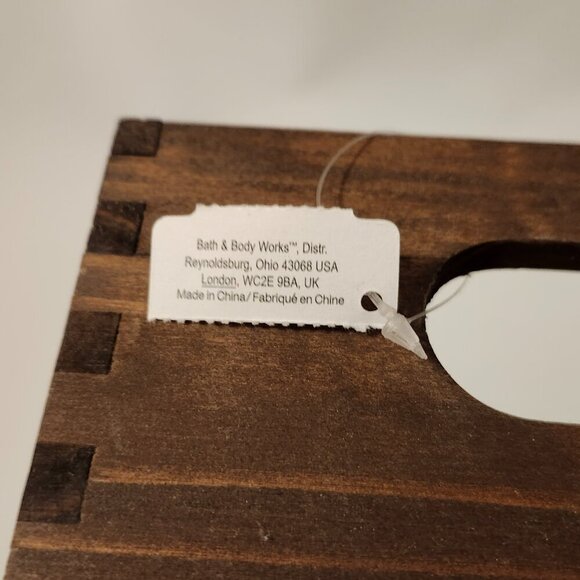 Bath & Body Works™, Distr.
Reynoldsburg, Ohio 43068 USA
London, WC2E 9BA, UK
Made in China/Fabriqué en Chine